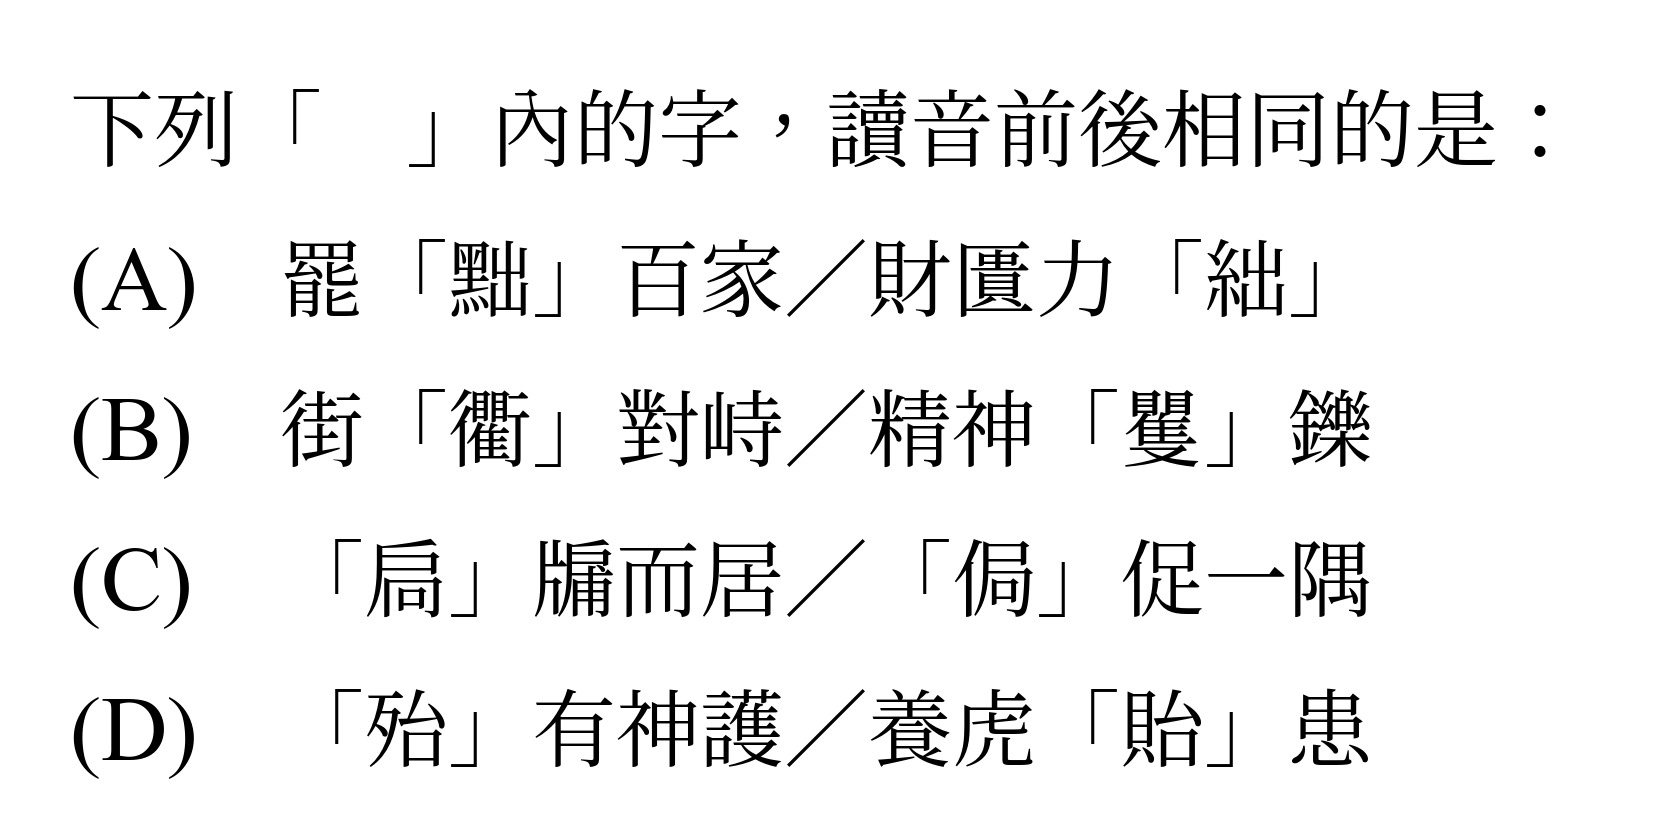 下列「　」內的字，讀音前後相同的是：
(A)　罷「黜」百家／財匱力「絀」
(B)　街「衢」對峙／精神「矍」鑠
(C)　「扃」牖而居／「侷」促一隅
(D)　「殆」有神護／養虎「貽」患